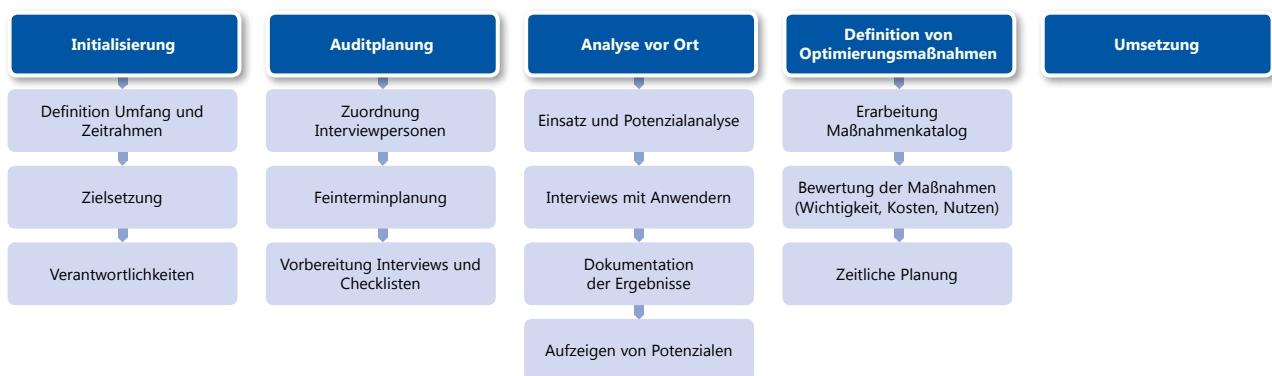 Initialisierung
Definition Umfang und
Zeitrahmen
Zielsetzung
Verantwortlichkeiten
Auditplanung
Zuordnung
Interviewpersonen
Feinterminplanung
Vorbereitung Interviews und
Checklisten
Analyse vor Ort
Einsatz und Potenzialanalyse
Interviews mit Anwendern
Dokumentation
der Ergebnisse
Aufzeigen von Potenzialen
Definition von
Optimierungsmaßnahmen
Erarbeitung
Maßnahmenkatalog
Bewertung der Maßnahmen
(Wichtigkeit, Kosten, Nutzen)
Zeitliche Planung
Umsetzung